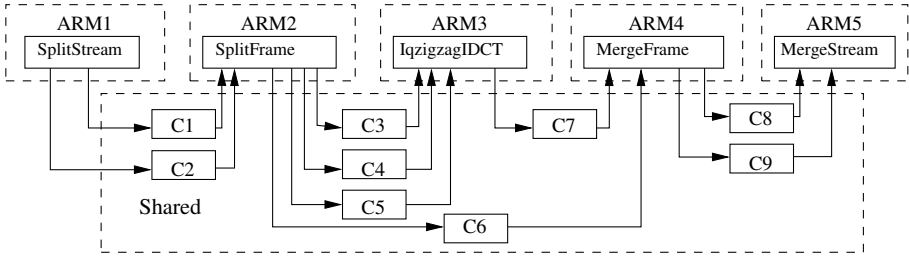 ARM1 ARM2 ARM3 ARM4 ARM5
SplitStream SplitFrame IqzigzagIDCT MergeFrame MergeStream
C1 C3 C7 C8
C2 C4 C9
Shared C5
C6